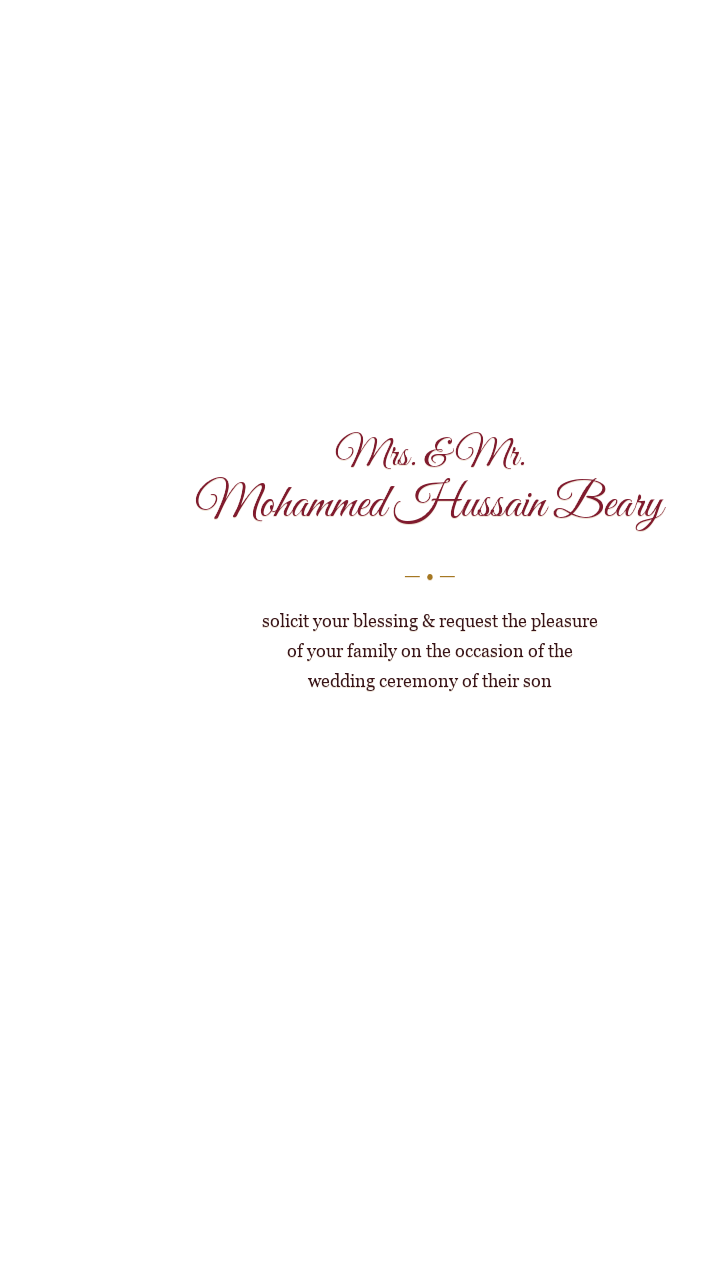 Mrs. & Mr.
Mohammed Hussain Beary
solicit your blessing & request the pleasure
of your family on the occasion of the
wedding ceremony of their son